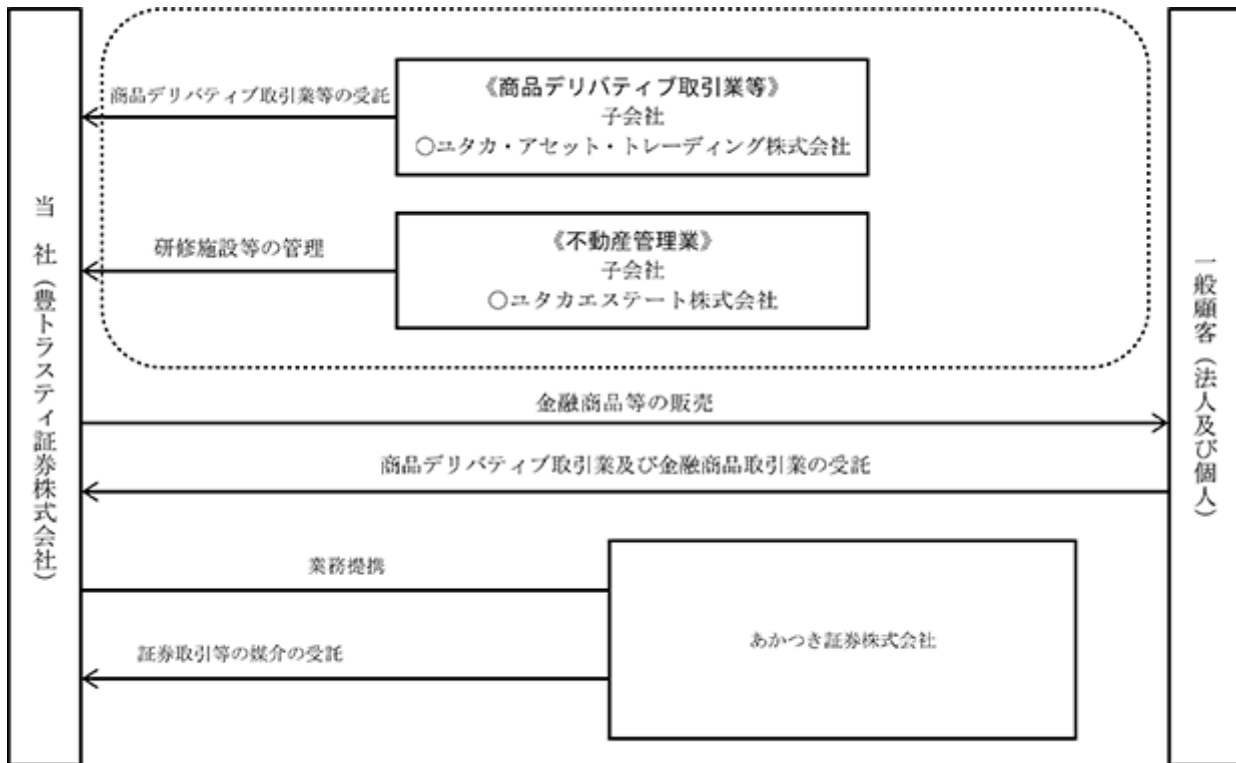 当社(豊トラスティ証券株式会社)
商品デリバティブ取引業等の受託
《商品デリバティブ取引業等》
子会社
○ユタカ・アセット・トレーディング株式会社
研修施設等の管理
《不動産管理業》
子会社
○ユタカエステート株式会社
金融商品等の販売
商品デリバティブ取引業及び金融商品取引業の受託
業務提携
証券取引等の媒介の受託
あかつき証券株式会社
一般顧客(法人及び個人)